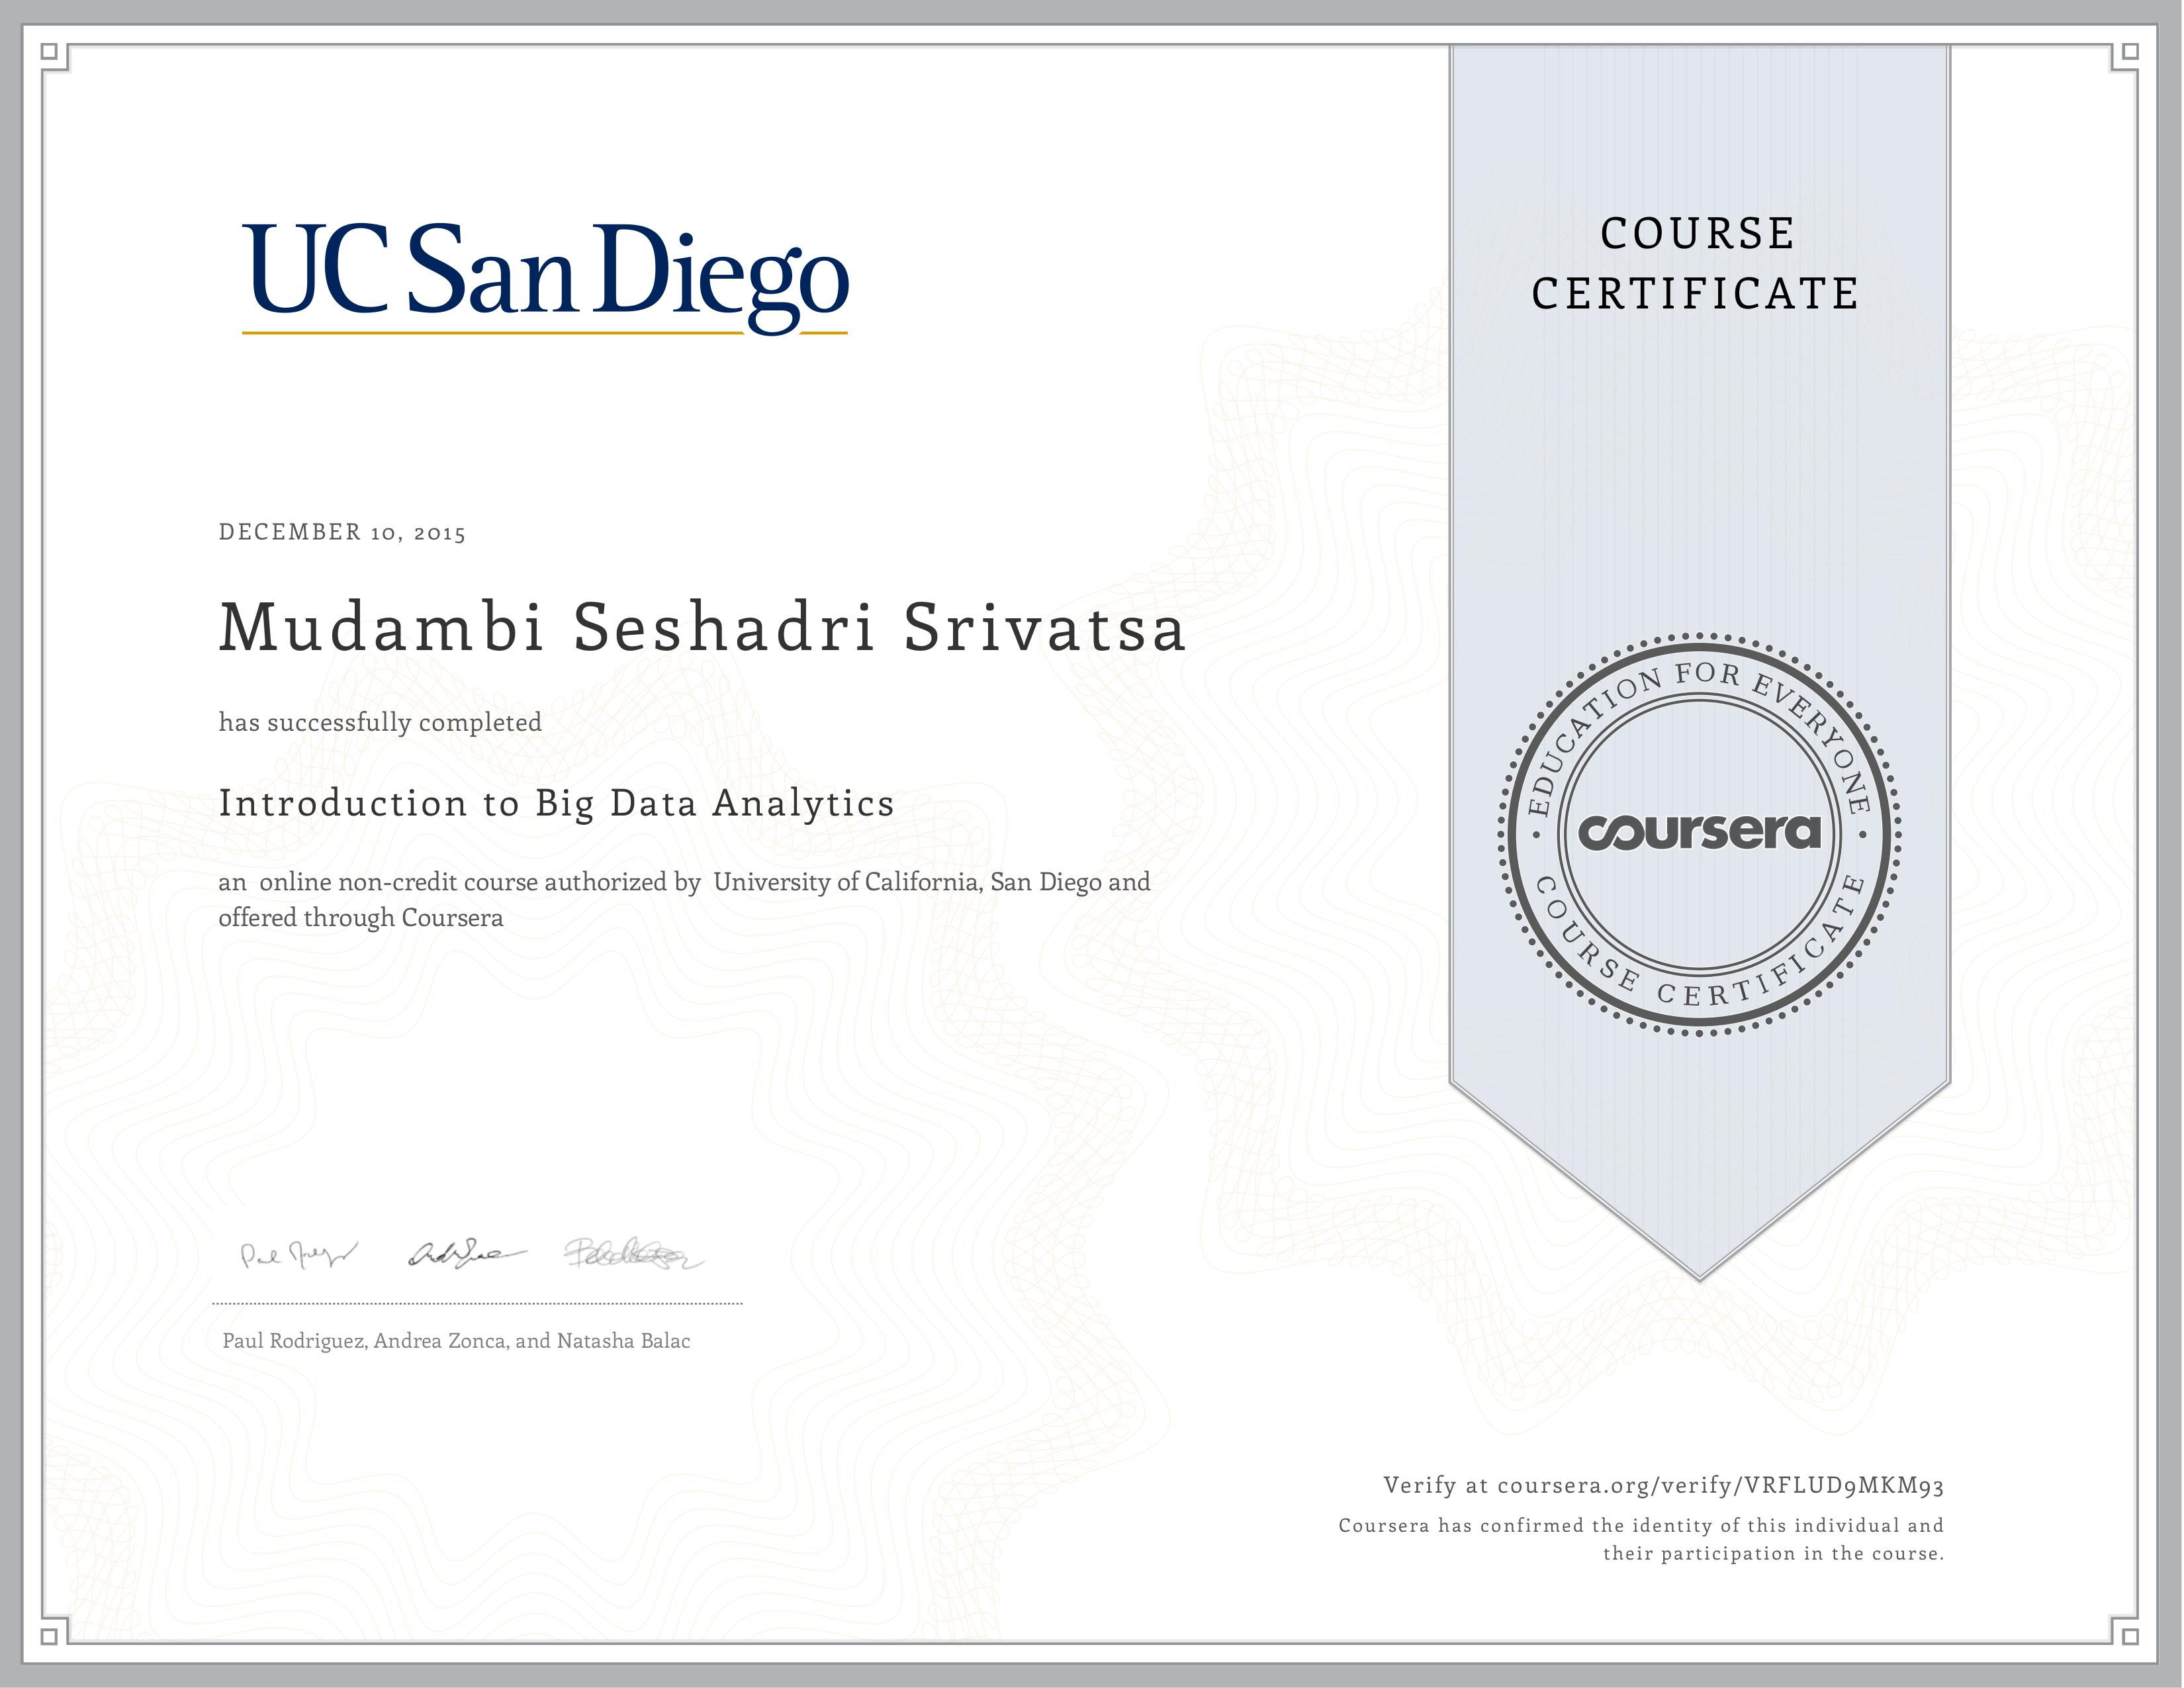 UC San Diego
COURSE
CERTIFICATE
DECEMBER 10, 2015
Mudambi Seshadri Srivatsa
has successfully completed
Introduction to Big Data Analytics
an online non-credit course authorized by University of California, San Diego and
offered through Coursera
EDUCATION FOR EVERYONE
coursera
COURSE CERTIFICATE
Paul Rodriguez, Andrea Zonca, and Natasha Balac
Verify at coursera.org/verify/VRFLUD9MKM93
Coursera has confirmed the identity of this individual and
their participation in the course.